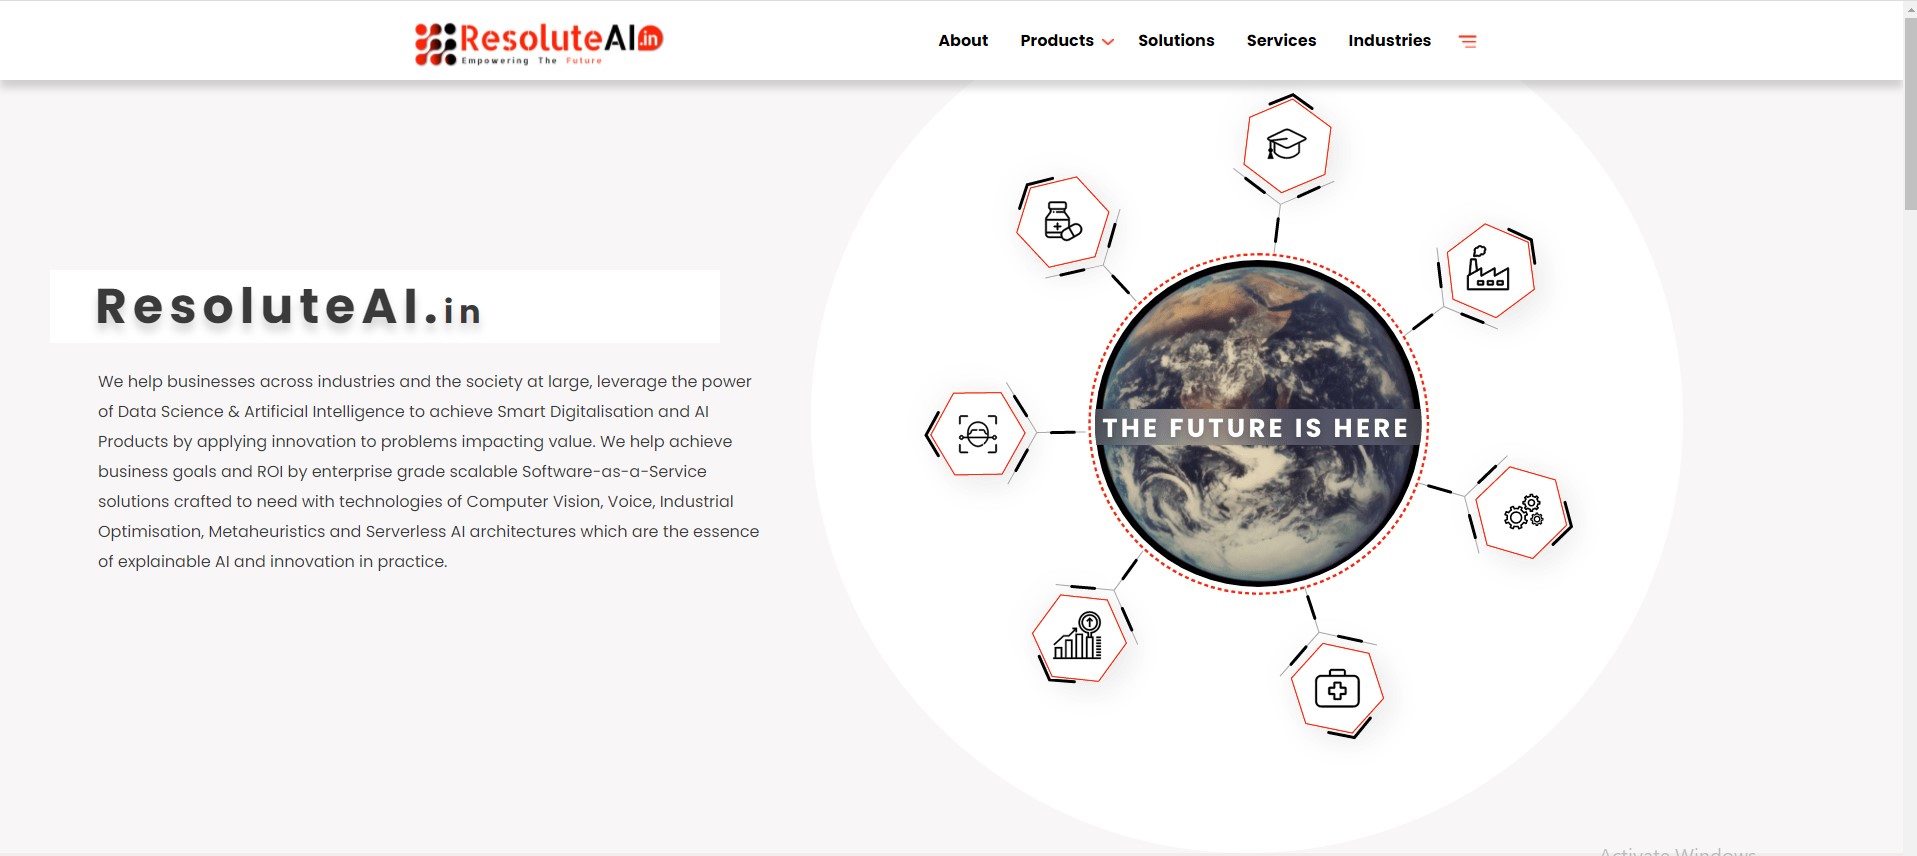 ResoluteAI.in
Empowering The Future
About Products Solutions Services Industries
ResoluteAI.in
We help businesses across industries and the society at large, leverage the power
of Data Science & Artificial Intelligence to achieve Smart Digitalisation and AI
Products by applying innovation to problems impacting value. We help achieve
business goals and ROI by enterprise grade scalable Software-as-a-Service
solutions crafted to need with technologies of Computer Vision, Voice, Industrial
Optimisation, Metaheuristics and Serverless AI architectures which are the essence
of explainable AI and innovation in practice.
THE FUTURE IS HERE
Activate Windows